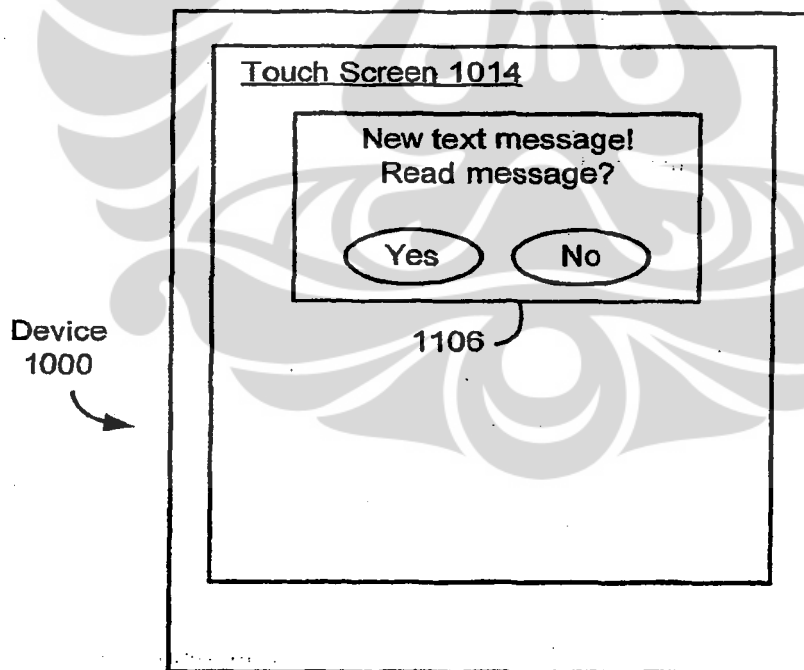 Touch Screen 1014
New text message!
Read message?
Yes No
1106
Device
1000